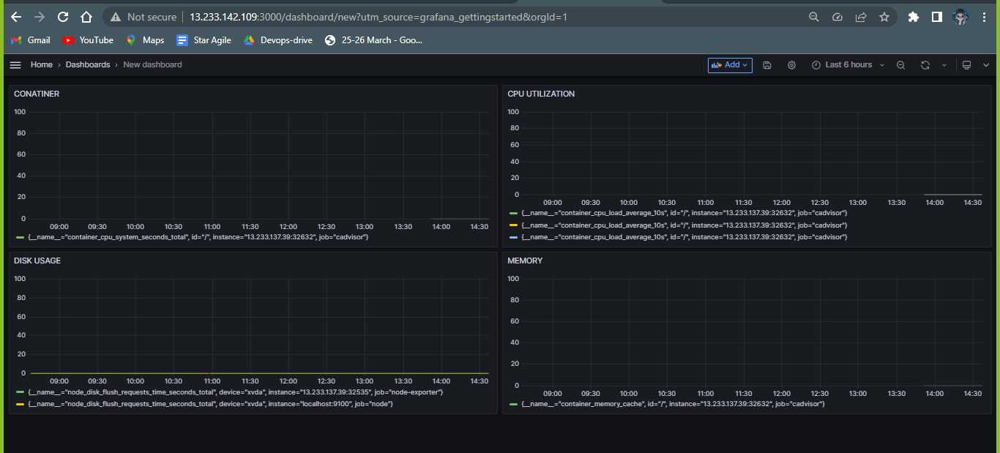 Not secure 13.233.142.109:3000/dashboard/new?utm_source=grafana_gettingstarted&orgId=1
Gmail YouTube Maps Star Agile Devops-drive 25-26 March - Goo...
Home › Dashboards › New dashboard Add Last 6 hours
CONATINER
100
80
60
40
20
0
09:00 09:30 10:00 10:30 11:00 11:30 12:00 12:30 13:00 13:30 14:00 14:30
{__name__="container_cpu_system_seconds_total", id="/", instance="13.233.137.39:32632", job="cadvisor"}
CPU UTILIZATION
100
80
60
40
20
0
09:00 09:30 10:00 10:30 11:00 11:30 12:00 12:30 13:00 13:30 14:00 14:30
{__name__="container_cpu_load_average_10s", id="/", instance="13.233.137.39:32632", job="cadvisor"}
{__name__="container_cpu_load_average_10s", id="/", instance="13.233.137.39:32632", job="cadvisor"}
{__name__="container_cpu_load_average_10s", id="/", instance="13.233.137.39:32632", job="cadvisor"}
DISK USAGE
100
80
60
40
20
0
09:00 09:30 10:00 10:30 11:00 11:30 12:00 12:30 13:00 13:30 14:00 14:30
{__name__="node_disk_flush_requests_time_seconds_total", device="xvda", instance="13.233.137.39:32535", job="node-exporter"}
{__name__="node_disk_flush_requests_time_seconds_total", device="xvda", instance="localhost:9100", job="node"}
MEMORY
100
80
60
40
20
0
09:00 09:30 10:00 10:30 11:00 11:30 12:00 12:30 13:00 13:30 14:00 14:30
{__name__="container_memory_cache", id="/", instance="13.233.137.39:32632", job="cadvisor"}